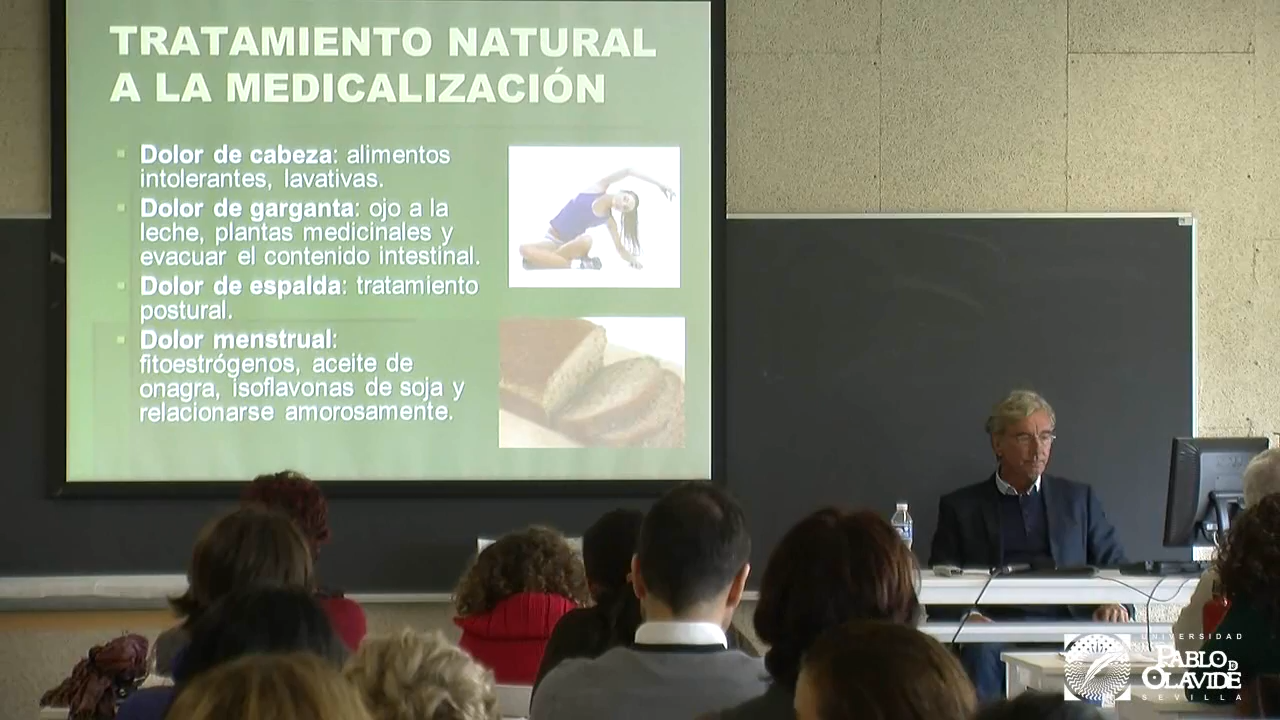 TRATAMIENTO NATURAL
A LA MEDICALIZACIÓN
Dolor de cabeza: alimentos
intolerantes, lavativas.
Dolor de garganta: ojo a la
leche, plantas medicinales y
evacuar el contenido intestinal.
Dolor de espalda: tratamiento
postural.
Dolor menstrual:
fitoestrógenos, aceite de
onagra, isoflavonas de soja y
relacionarse amorosamente.
UNIVERSIDAD
PABLO D
OLAVIDE
SEVILLA